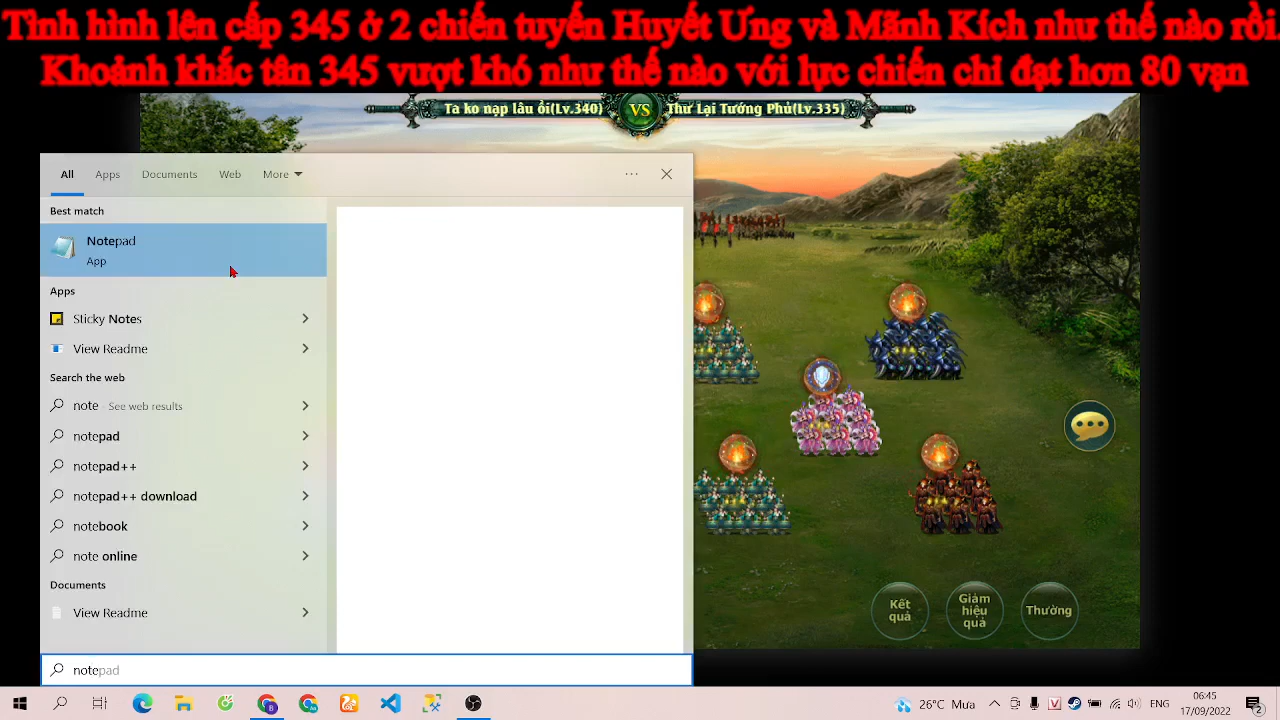 Tình hình lên cấp 345 ở 2 chiến tuyến Huyết Ưng và Mãnh Kích như thế nào rồi.
Khoảnh khắc tân 345 vượt khó như thế nào với lực chiến chỉ đạt hơn 80 vạn
Ta ko nạp lâu ồi(Lv.340) VS Thư Lại Tướng Phủ(Lv.335)
All Apps Documents Web More ...
Best match
Notepad
App
Apps
Sticky Notes
View Readme
Search the web
note See web results
notepad
notepad++
notepad++ download
notebook
note online
Documents
View Readme
Kết quả
Giảm hiệu quả
Thường
notepad
26°C Mưa
06:45
17/09/2022
2